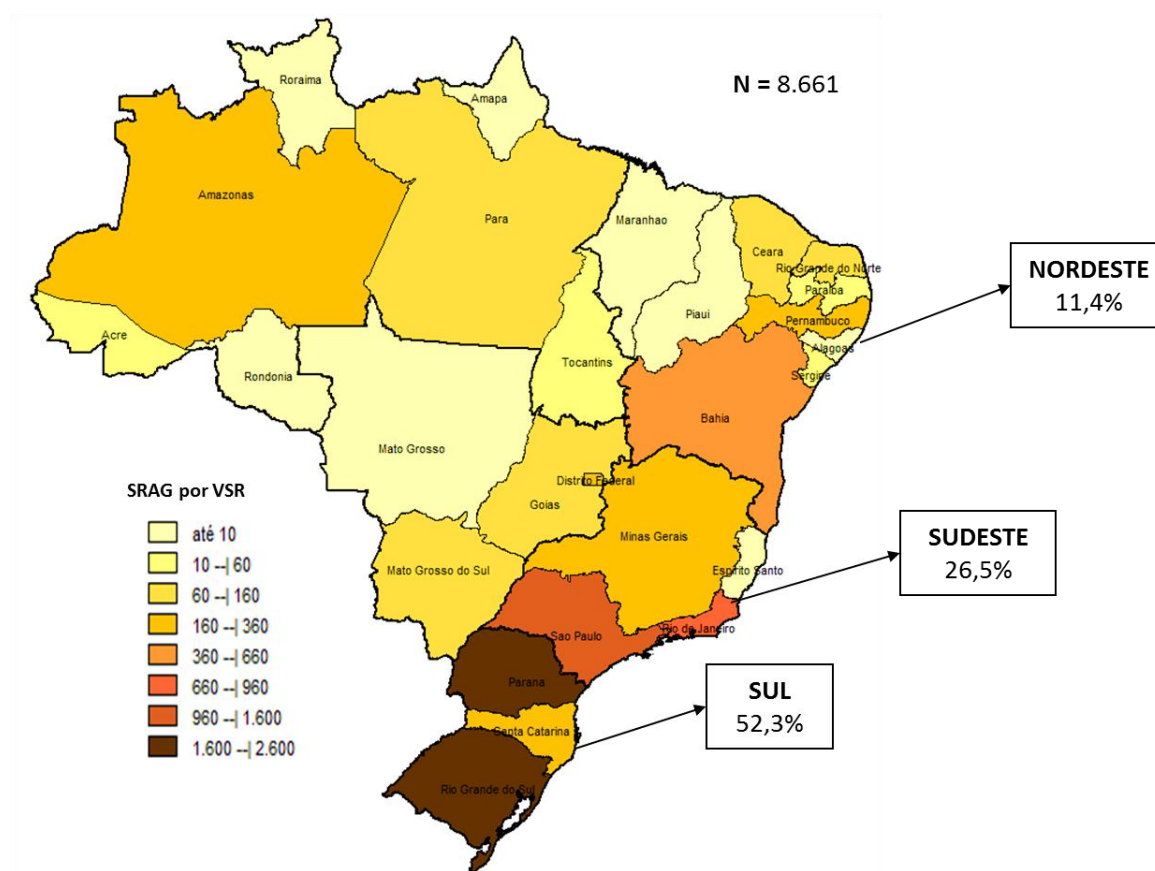 N = 8.661
Roraima
Amapa
Amazonas
Para
Maranhao
Ceara
Rio Grande do Norte
Paraiba
Piaui
Pernambuco
Alagoas
Sergipe
NORDESTE
11,4%
Acre
Rondonia
Tocantins
Bahia
Mato Grosso
Distrito Federal
Goias
Minas Gerais
Mato Grosso do Sul
Espirito Santo
SUDESTE
26,5%
Sao Paulo
Rio de Janeiro
Parana
SUL
52,3%
Santa Catarina
Rio Grande do Sul
SRAG por VSR
até 10
10 --| 60
60 --| 160
160 --| 360
360 --| 660
660 --| 960
960 --| 1.600
1.600 --| 2.600